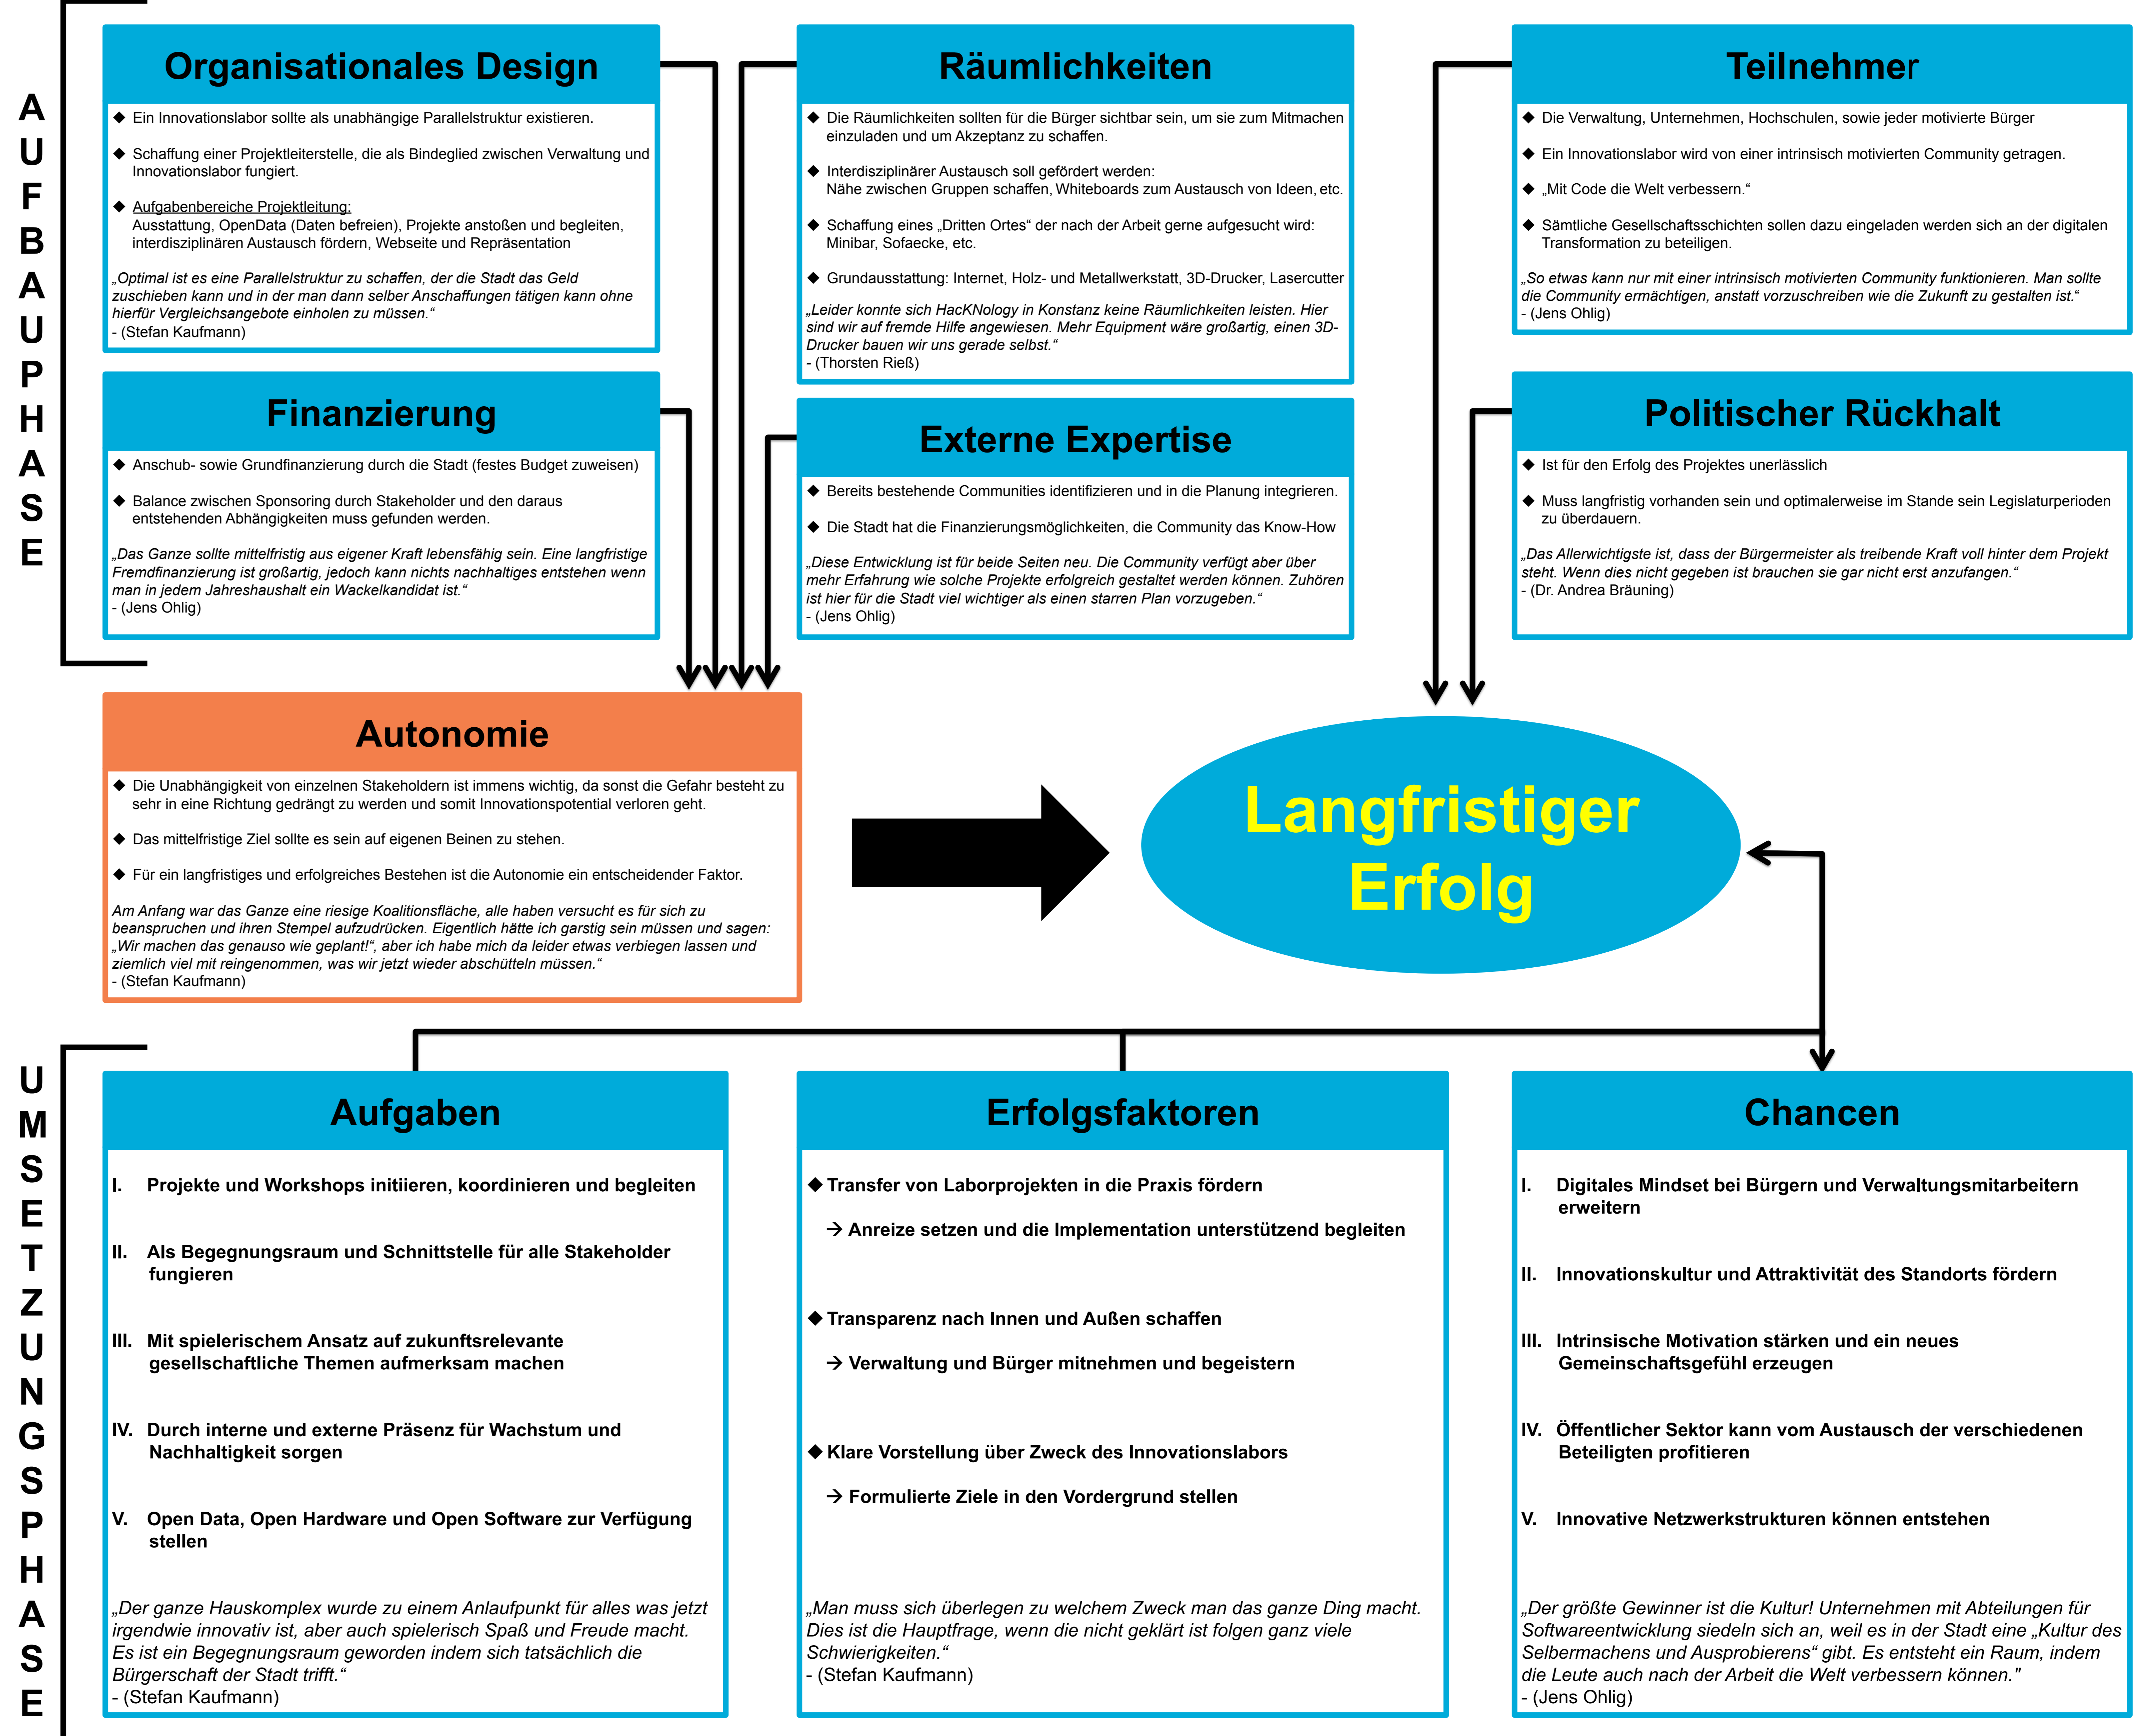 AUFBAUPHASE
Organisationales Design
◆ Ein Innovationslabor sollte als unabhängige Parallelstruktur existieren.
◆ Schaffung einer Projektleiterstelle, die als Bindeglied zwischen Verwaltung und
Innovationslabor fungiert.
◆ Aufgabenbereiche Projektleitung:
Ausstattung, OpenData (Daten befreien), Projekte anstoßen und begleiten,
interdisziplinären Austausch fördern, Webseite und Repräsentation
„Optimal ist es eine Parallelstruktur zu schaffen, der die Stadt das Geld
zuschieben kann und in der man dann selber Anschaffungen tätigen kann ohne
hierfür Vergleichsangebote einholen zu müssen.“
- (Stefan Kaufmann)
Räumlichkeiten
◆ Die Räumlichkeiten sollten für die Bürger sichtbar sein, um sie zum Mitmachen
einzuladen und um Akzeptanz zu schaffen.
◆ Interdisziplinärer Austausch soll gefördert werden:
Nähe zwischen Gruppen schaffen, Whiteboards zum Austausch von Ideen, etc.
◆ Schaffung eines „Dritten Ortes“ der nach der Arbeit gerne aufgesucht wird:
Minibar, Sofaecke, etc.
◆ Grundausstattung: Internet, Holz- und Metallwerkstatt, 3D-Drucker, Lasercutter
„Leider konnte sich HacKNology in Konstanz keine Räumlichkeiten leisten. Hier
sind wir auf fremde Hilfe angewiesen. Mehr Equipment wäre großartig, einen 3D-
Drucker bauen wir uns gerade selbst.“
- (Thorsten Rieß)
Teilnehmer
◆ Die Verwaltung, Unternehmen, Hochschulen, sowie jeder motivierte Bürger
◆ Ein Innovationslabor wird von einer intrinsisch motivierten Community getragen.
◆ „Mit Code die Welt verbessern.“
◆ Sämtliche Gesellschaftsschichten sollen dazu eingeladen werden sich an der digitalen
Transformation zu beteiligen.
„So etwas kann nur mit einer intrinsisch motivierten Community funktionieren. Man sollte
die Community ermächtigen, anstatt vorzuschreiben wie die Zukunft zu gestalten ist.“
- (Jens Ohlig)
Finanzierung
◆ Anschub- sowie Grundfinanzierung durch die Stadt (festes Budget zuweisen)
◆ Balance zwischen Sponsoring durch Stakeholder und den daraus
entstehenden Abhängigkeiten muss gefunden werden.
„Das Ganze sollte mittelfristig aus eigener Kraft lebensfähig sein. Eine langfristige
Fremdfinanzierung ist großartig, jedoch kann nichts nachhaltiges entstehen wenn
man in jedem Jahreshaushalt ein Wackelkandidat ist.“
- (Jens Ohlig)
Externe Expertise
◆ Bereits bestehende Communities identifizieren und in die Planung integrieren.
◆ Die Stadt hat die Finanzierungsmöglichkeiten, die Community das Know-How
„Diese Entwicklung ist für beide Seiten neu. Die Community verfügt aber über
mehr Erfahrung wie solche Projekte erfolgreich gestaltet werden können. Zuhören
ist hier für die Stadt viel wichtiger als einen starren Plan vorzugeben.“
- (Jens Ohlig)
Politischer Rückhalt
◆ Ist für den Erfolg des Projektes unerlässlich
◆ Muss langfristig vorhanden sein und optimalerweise im Stande sein Legislaturperioden
zu überdauern.
„Das Allerwichtigste ist, dass der Bürgermeister als treibende Kraft voll hinter dem Projekt
steht. Wenn dies nicht gegeben ist brauchen sie gar nicht erst anzufangen.“
- (Dr. Andrea Bräuning)
Autonomie
◆ Die Unabhängigkeit von einzelnen Stakeholdern ist immens wichtig, da sonst die Gefahr besteht zu
sehr in eine Richtung gedrängt zu werden und somit Innovationspotential verloren geht.
◆ Das mittelfristige Ziel sollte es sein auf eigenen Beinen zu stehen.
◆ Für ein langfristiges und erfolgreiches Bestehen ist die Autonomie ein entscheidender Faktor.
Am Anfang war das Ganze eine riesige Koalitionsfläche, alle haben versucht es für sich zu
beanspruchen und ihren Stempel aufzudrücken. Eigentlich hätte ich garstig sein müssen und sagen:
„Wir machen das genauso wie geplant!“, aber ich habe mich da leider etwas verbiegen lassen und
ziemlich viel mit reingenommen, was wir jetzt wieder abschütteln müssen.“
- (Stefan Kaufmann)
Langfristiger
Erfolg
UMSETZUNGSPHASE
Aufgaben
I. Projekte und Workshops initiieren, koordinieren und begleiten
II. Als Begegnungsraum und Schnittstelle für alle Stakeholder
fungieren
III. Mit spielerischem Ansatz auf zukunftsrelevante
gesellschaftliche Themen aufmerksam machen
IV. Durch interne und externe Präsenz für Wachstum und
Nachhaltigkeit sorgen
V. Open Data, Open Hardware und Open Software zur Verfügung
stellen
„Der ganze Hauskomplex wurde zu einem Anlaufpunkt für alles was jetzt
irgendwie innovativ ist, aber auch spielerisch Spaß und Freude macht.
Es ist ein Begegnungsraum geworden indem sich tatsächlich die
Bürgerschaft der Stadt trifft.“
- (Stefan Kaufmann)
Erfolgsfaktoren
◆ Transfer von Laborprojekten in die Praxis fördern
→ Anreize setzen und die Implementation unterstützend begleiten
◆ Transparenz nach Innen und Außen schaffen
→ Verwaltung und Bürger mitnehmen und begeistern
◆ Klare Vorstellung über Zweck des Innovationslabors
→ Formulierte Ziele in den Vordergrund stellen
„Man muss sich überlegen zu welchem Zweck man das ganze Ding macht.
Dies ist die Hauptfrage, wenn die nicht geklärt ist folgen ganz viele
Schwierigkeiten.“
- (Stefan Kaufmann)
Chancen
I. Digitales Mindset bei Bürgern und Verwaltungsmitarbeitern
erweitern
II. Innovationskultur und Attraktivität des Standorts fördern
III. Intrinsische Motivation stärken und ein neues
Gemeinschaftsgefühl erzeugen
IV. Öffentlicher Sektor kann vom Austausch der verschiedenen
Beteiligten profitieren
V. Innovative Netzwerkstrukturen können entstehen
„Der größte Gewinner ist die Kultur! Unternehmen mit Abteilungen für
Softwareentwicklung siedeln sich an, weil es in der Stadt eine „Kultur des
Selbermachens und Ausprobierens“ gibt. Es entsteht ein Raum, indem
die Leute auch nach der Arbeit die Welt verbessern können."
- (Jens Ohlig)